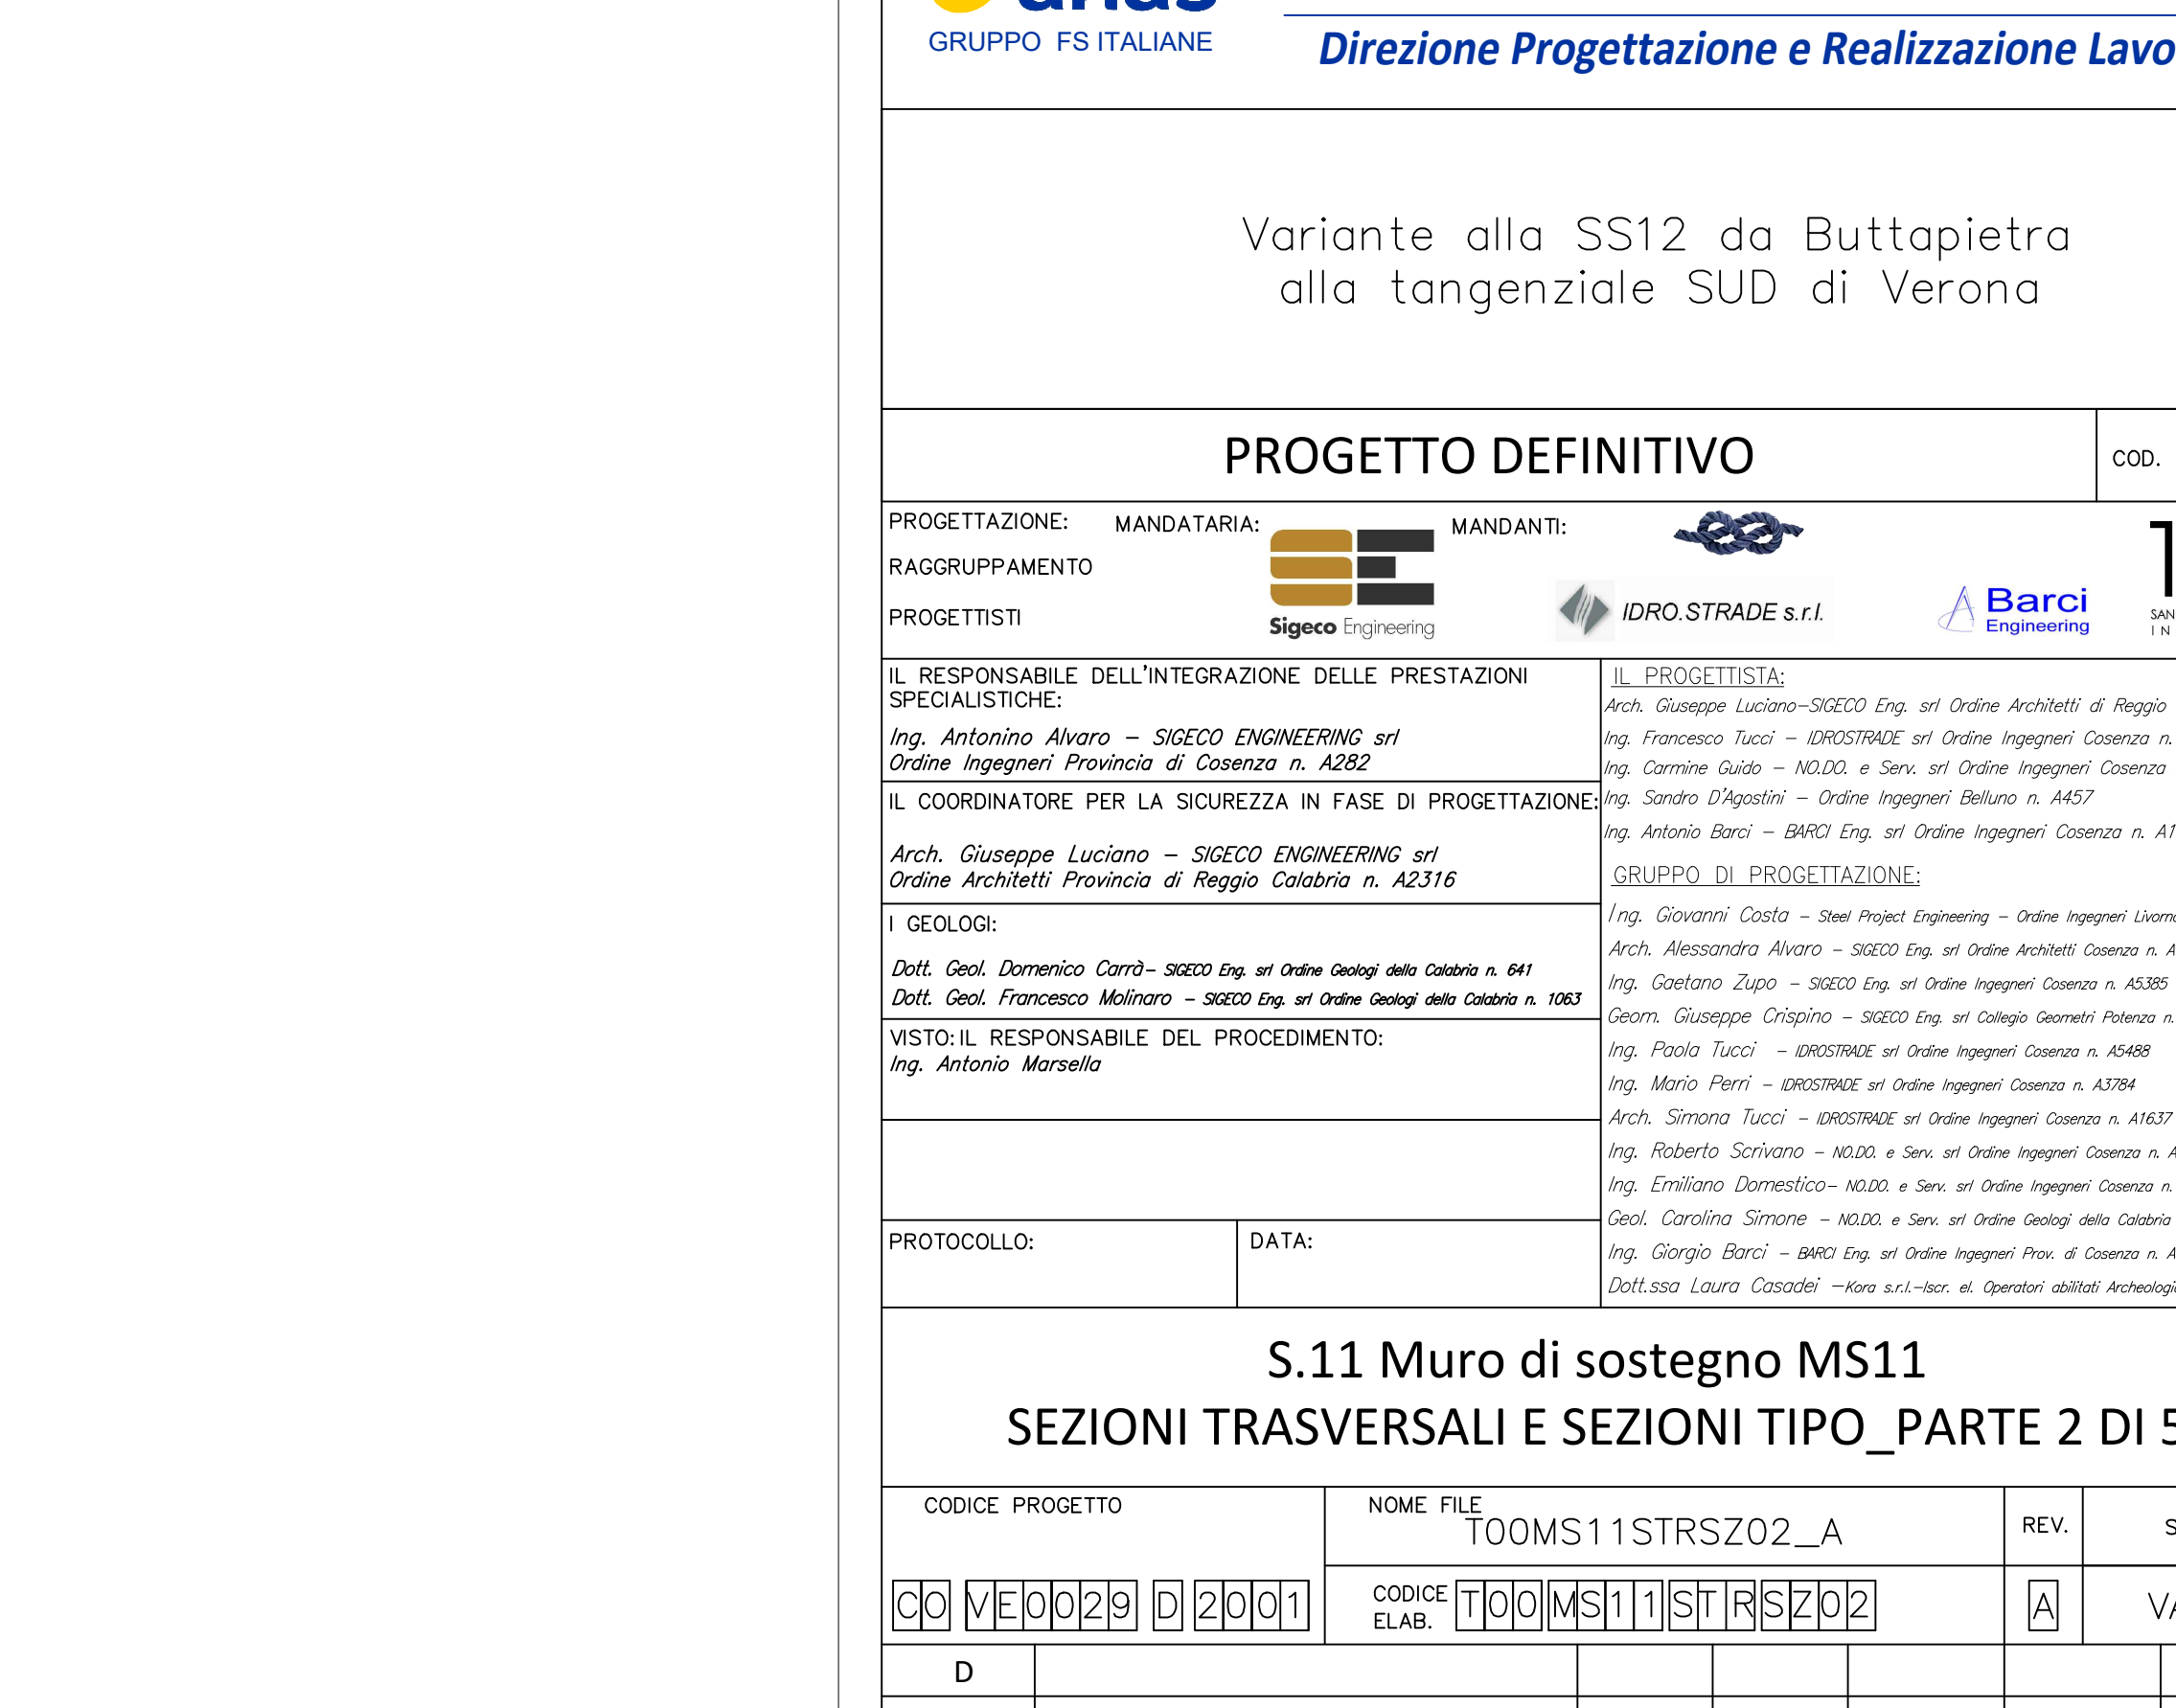 anas
GRUPPO FS ITALIANE
Direzione Progettazione e Realizzazione Lavo
Variante alla SS12 da Buttapietra
alla tangenziale SUD di Verona
PROGETTO DEFINITIVO
COD.
PROGETTAZIONE:
MANDATARIA:
MANDANTI:
RAGGRUPPAMENTO
PROGETTISTI
Sigeco Engineering
IDRO.STRADE s.r.l.
Barci
Engineering
SAN
IN
IL RESPONSABILE DELL'INTEGRAZIONE DELLE PRESTAZIONI
SPECIALISTICHE:
Ing. Antonino Alvaro – SIGECO ENGINEERING srl
Ordine Ingegneri Provincia di Cosenza n. A282
IL COORDINATORE PER LA SICUREZZA IN FASE DI PROGETTAZIONE:
Arch. Giuseppe Luciano – SIGECO ENGINEERING srl
Ordine Architetti Provincia di Reggio Calabria n. A2316
I GEOLOGI:
Dott. Geol. Domenico Carrà– SIGECO Eng. srl Ordine Geologi della Calabria n. 641
Dott. Geol. Francesco Molinaro – SIGECO Eng. srl Ordine Geologi della Calabria n. 1063
VISTO: IL RESPONSABILE DEL PROCEDIMENTO:
Ing. Antonio Marsella
PROTOCOLLO:
DATA:
IL PROGETTISTA:
Arch. Giuseppe Luciano–SIGECO Eng. srl Ordine Architetti di Reggio
Ing. Francesco Tucci – IDROSTRADE srl Ordine Ingegneri Cosenza n.
Ing. Carmine Guido – NO.DO. e Serv. srl Ordine Ingegneri Cosenza
Ing. Sandro D'Agostini – Ordine Ingegneri Belluno n. A457
Ing. Antonio Barci – BARCI Eng. srl Ordine Ingegneri Cosenza n. A1
GRUPPO DI PROGETTAZIONE:
Ing. Giovanni Costa – Steel Project Engineering – Ordine Ingegneri Livorno
Arch. Alessandra Alvaro – SIGECO Eng. srl Ordine Architetti Cosenza n. A
Ing. Gaetano Zupo – SIGECO Eng. srl Ordine Ingegneri Cosenza n. A5385
Geom. Giuseppe Crispino – SIGECO Eng. srl Collegio Geometri Potenza n.
Ing. Paola Tucci – IDROSTRADE srl Ordine Ingegneri Cosenza n. A5488
Ing. Mario Perri – IDROSTRADE srl Ordine Ingegneri Cosenza n. A3784
Arch. Simona Tucci – IDROSTRADE srl Ordine Ingegneri Cosenza n. A1637
Ing. Roberto Scrivano – NO.DO. e Serv. srl Ordine Ingegneri Cosenza n. A
Ing. Emiliano Domestico– NO.DO. e Serv. srl Ordine Ingegneri Cosenza n.
Geol. Carolina Simone – NO.DO. e Serv. srl Ordine Geologi della Calabria
Ing. Giorgio Barci – BARCI Eng. srl Ordine Ingegneri Prov. di Cosenza n. A
Dott.ssa Laura Casadei –Kora s.r.l.–Iscr. el. Operatori abilitati Archeologi
S.11 Muro di sostegno MS11
SEZIONI TRASVERSALI E SEZIONI TIPO_PARTE 2 DI 5
CODICE PROGETTO
NOME FILE
T00MS11STRSZ02_A
REV.
S
CO VE0029 D 2001
CODICE
ELAB.
T00 MS11 STR SZ02
A
VA
D